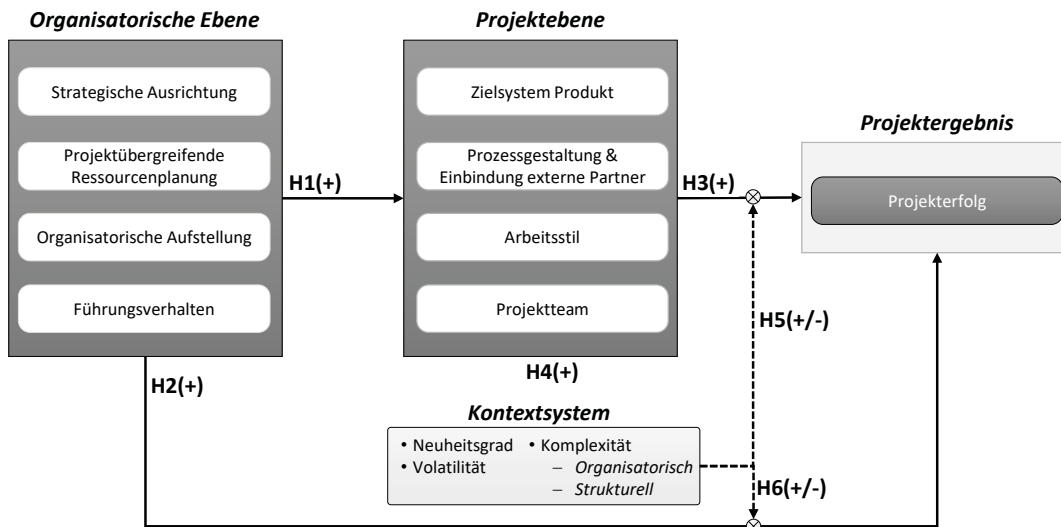 Organisatorische Ebene
Strategische Ausrichtung
Projektübergreifende
Ressourcenplanung
Organisatorische Aufstellung
Führungsverhalten
H1(+)
H2(+)
Projektebene
Zielsystem Produkt
Prozessgestaltung &
Einbindung externe Partner
Arbeitsstil
Projektteam
H3(+)
H4(+)
Projektergebnis
Projekterfolg
H5(+/-)
Kontextsystem
• Neuheitsgrad
• Volatilität
• Komplexität
– Organisatorisch
– Strukturell
H6(+/-)